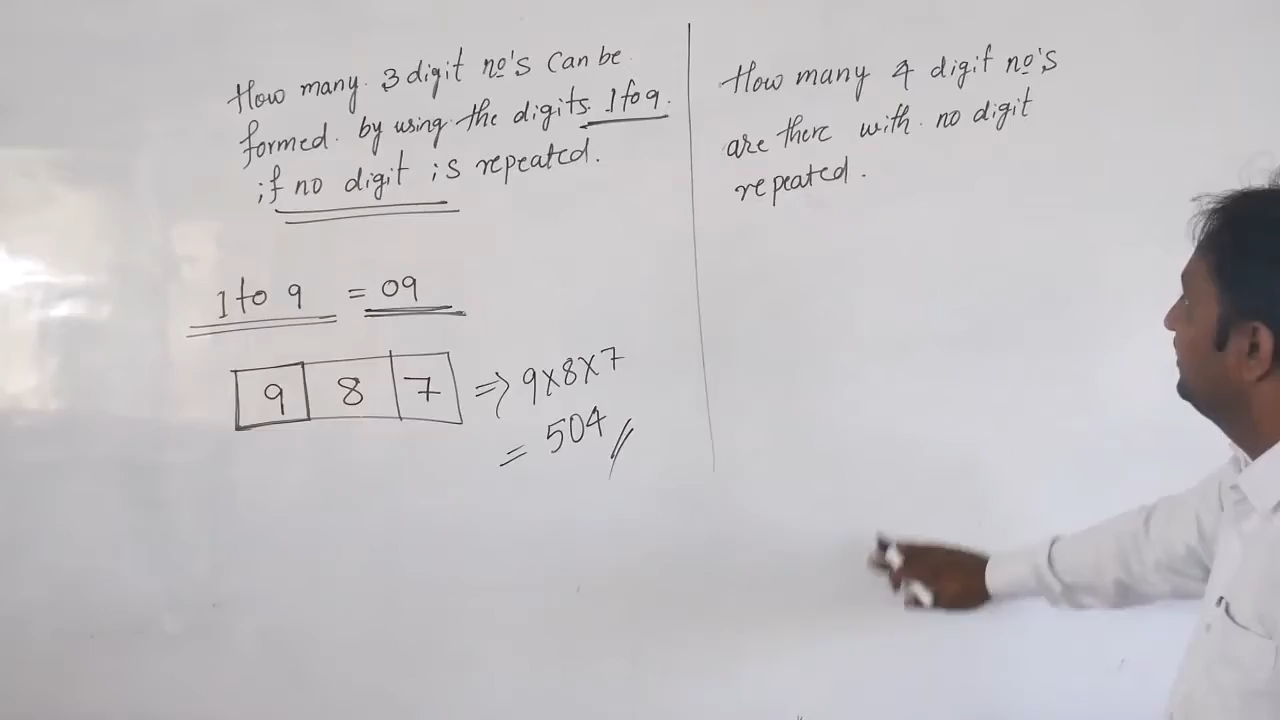 How many 3 digit no's can be
formed. by using the digits 1 to 9.
if no digit is repeated.
1 to 9 = 09
9 8 7 => 9x8x7
= 504 //
How many 4 digit no's
are there with no digit
repeated.